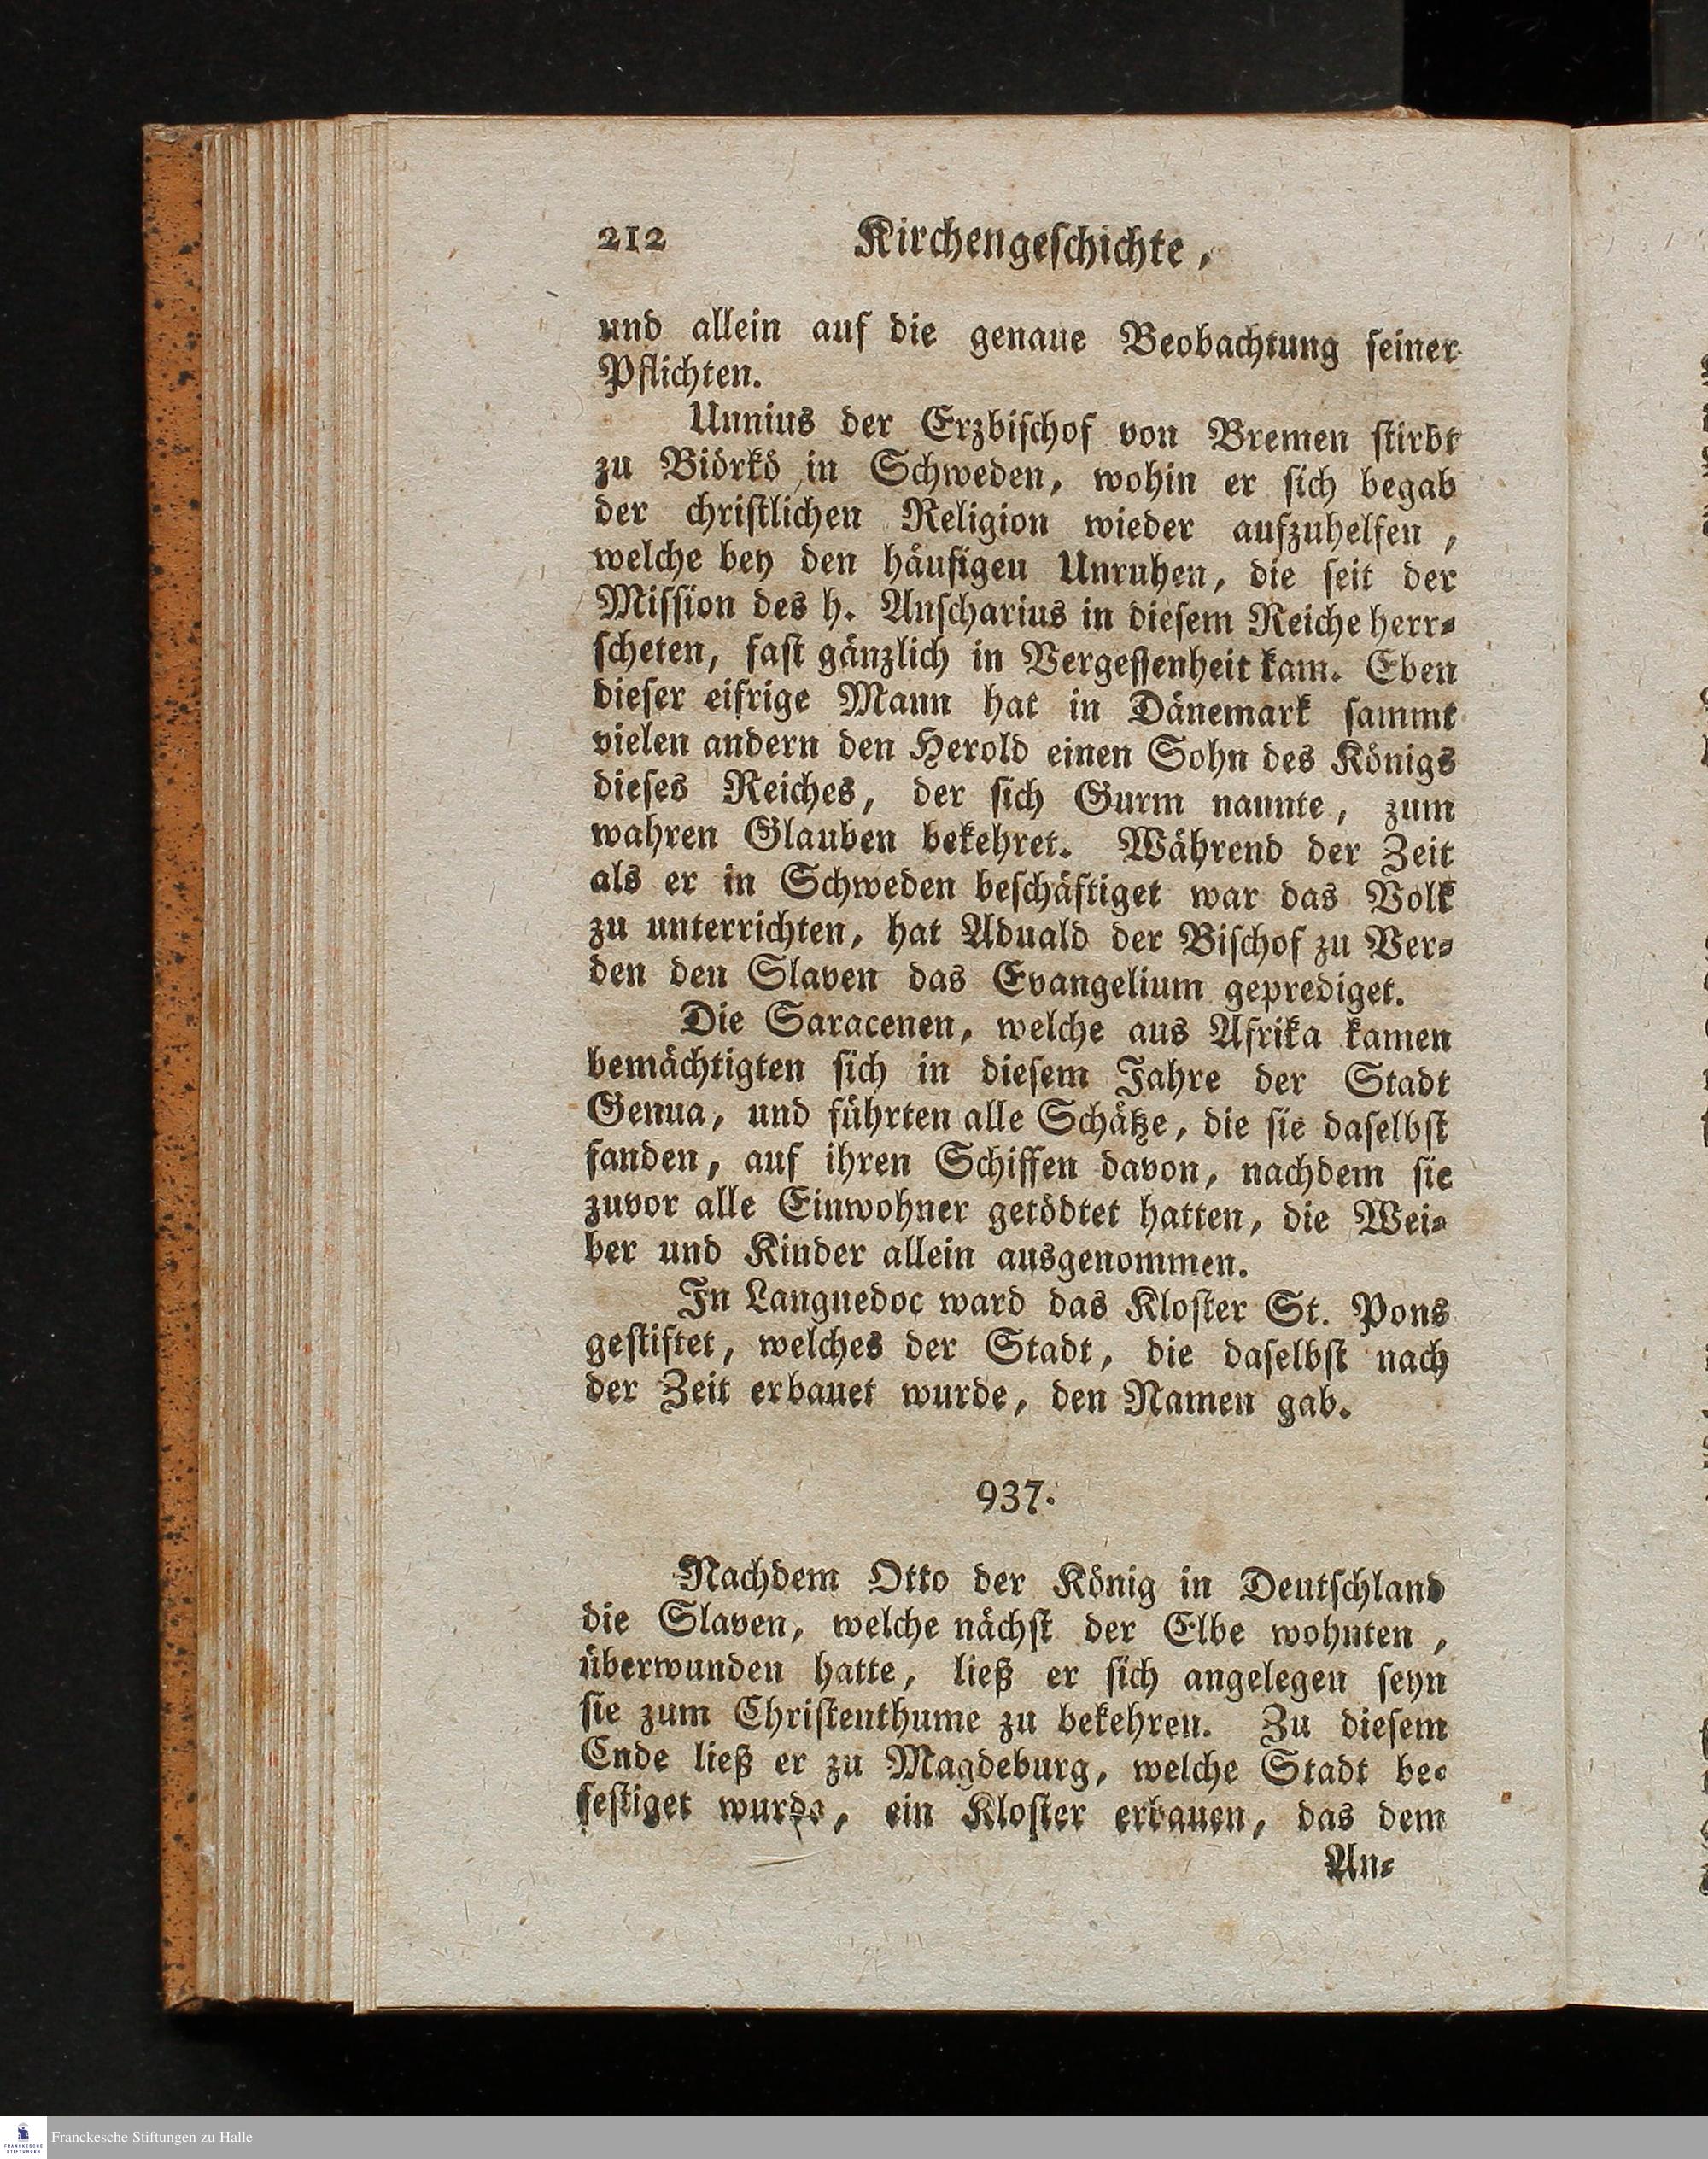 212 Kirchengeschichte,
und allein auf die genaue Beobachtung seiner
Pflichten.
Unnius der Erzbischof von Bremen stirbt
zu Biörkö in Schweden, wohin er sich begab
der christlichen Religion wieder aufzuhelfen,
welche bey den häufigen Unruhen, die seit der
Mission des h. Anscharius in diesem Reiche herr-
scheten, fast gänzlich in Vergessenheit kam. Eben
dieser eifrige Mann hat in Dänemark sammt
vielen andern den Herold einen Sohn des Königs
dieses Reiches, der sich Gurm nannte, zum
wahren Glauben bekehret. Während der Zeit
als er in Schweden beschäftiget war das Volk
zu unterrichten, hat Aduald der Bischof zu Ver-
den den Slaven das Evangelium geprediget.
Die Saracenen, welche aus Afrika kamen
bemächtigten sich in diesem Jahre der Stadt
Genua, und führten alle Schätze, die sie daselbst
fanden, auf ihren Schiffen davon, nachdem sie
zuvor alle Einwohner getödtet hatten, die Wei-
ber und Kinder allein ausgenommen.
In Languedoc ward das Kloster St. Pons
gestiftet, welches der Stadt, die daselbst nach
der Zeit erbauet wurde, den Namen gab.
937.
Nachdem Otto der König in Deutschland
die Slaven, welche nächst der Elbe wohnten,
überwunden hatte, ließ er sich angelegen seyn
sie zum Christenthume zu bekehren. Zu diesem
Ende ließ er zu Magdeburg, welche Stadt be-
festiget wurde, ein Kloster erbauen, das dem
An-
FRANCKESCHE STIFTUNGEN
Franckesche Stiftungen zu Halle